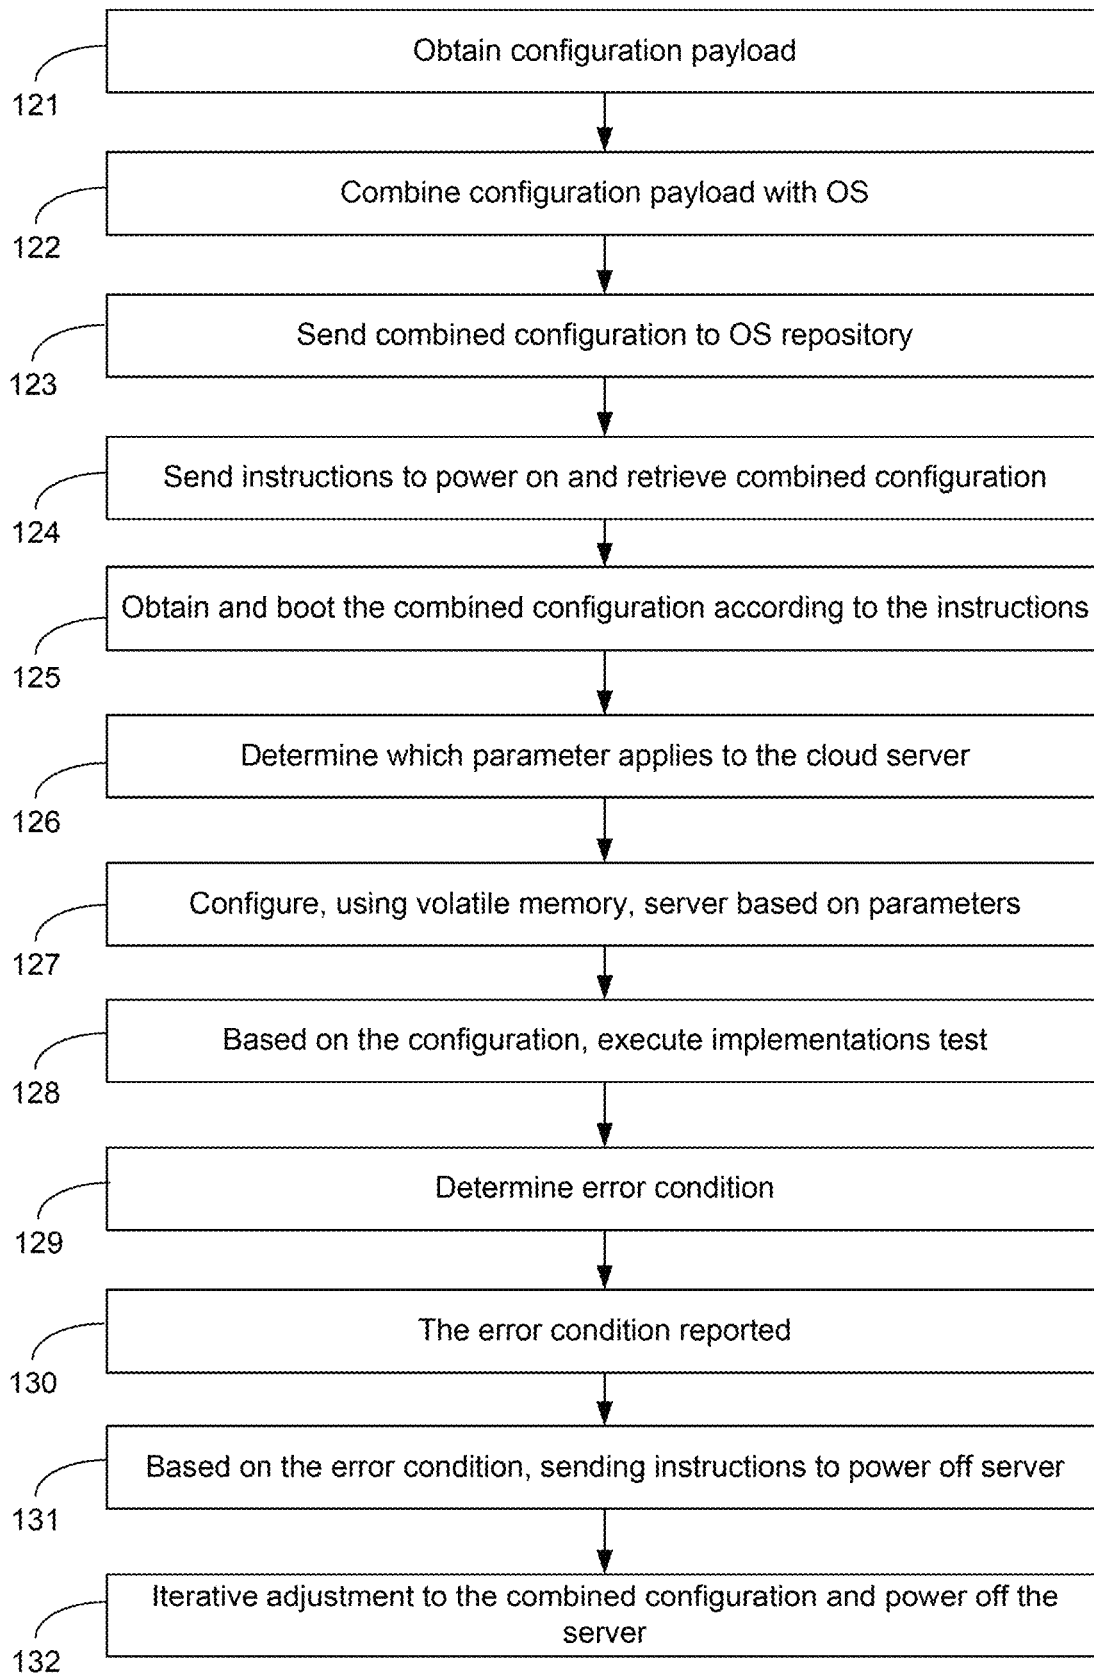 Obtain configuration payload
121
Combine configuration payload with OS
122
Send combined configuration to OS repository
123
Send instructions to power on and retrieve combined configuration
124
Obtain and boot the combined configuration according to the instructions
125
Determine which parameter applies to the cloud server
126
Configure, using volatile memory, server based on parameters
127
Based on the configuration, execute implementations test
128
Determine error condition
129
The error condition reported
130
Based on the error condition, sending instructions to power off server
131
Iterative adjustment to the combined configuration and power off the
server
132